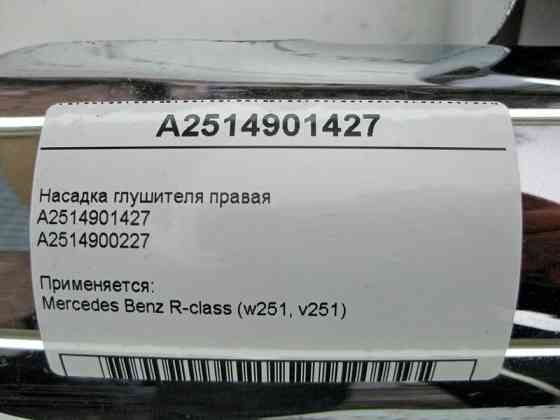 A2514901427
Насадка глушителя правая
A2514901427
A2514900227
Применяется:
Mercedes Benz R-class (w251, v251)